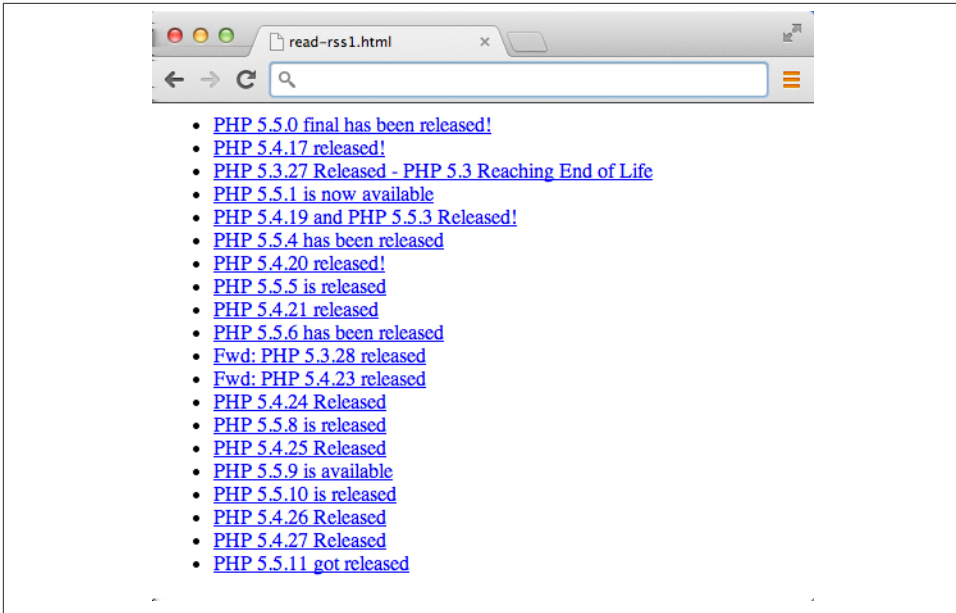 read-rss1.html
PHP 5.5.0 final has been released!
PHP 5.4.17 released!
PHP 5.3.27 Released - PHP 5.3 Reaching End of Life
PHP 5.5.1 is now available
PHP 5.4.19 and PHP 5.5.3 Released!
PHP 5.5.4 has been released
PHP 5.4.20 released!
PHP 5.5.5 is released
PHP 5.4.21 released
PHP 5.5.6 has been released
Fwd: PHP 5.3.28 released
Fwd: PHP 5.4.23 released
PHP 5.4.24 Released
PHP 5.5.8 is released
PHP 5.4.25 Released
PHP 5.5.9 is available
PHP 5.5.10 is released
PHP 5.4.26 Released
PHP 5.4.27 Released
PHP 5.5.11 got released